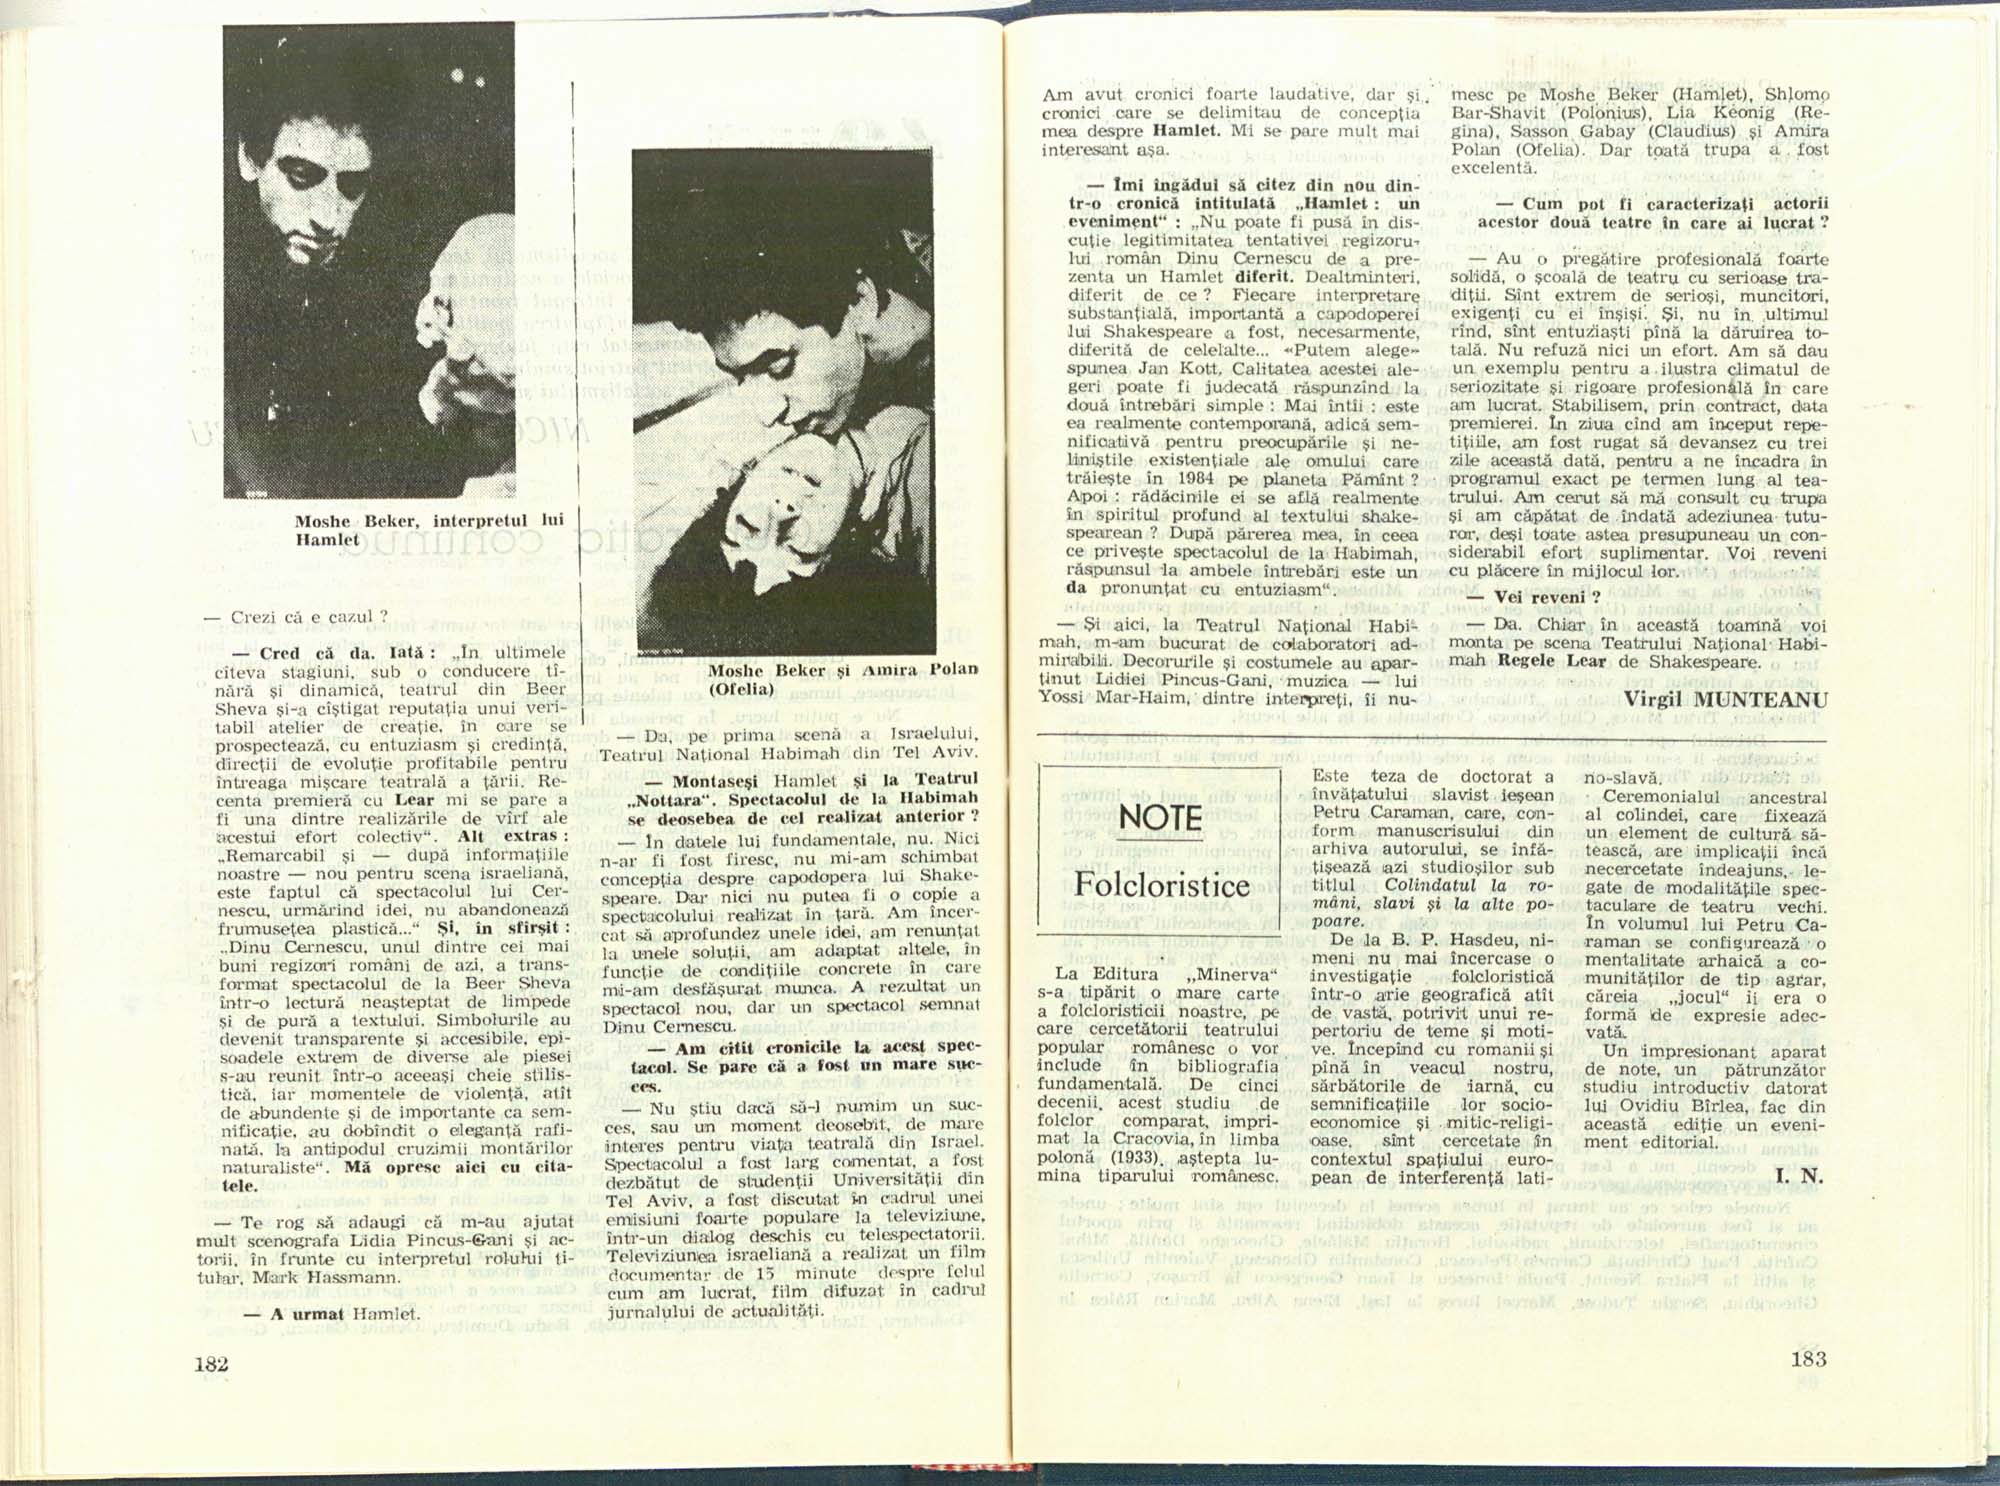 Moshe Beker, interpretul lui
Hamlet
— Crezi că e cazul ?
— Cred că da. Iată : „In ultimele
cîteva stagiuni, sub o conducere tî-
nără și dinamică, teatrul din Beer
Sheva și-a cîștigat reputația unui veri-
tabil atelier de creație, în care se
prospectează, cu entuziasm și credință,
direcții de evoluție profitabile pentru
întreaga mișcare teatrală a țării. Re-
centa premieră cu Lear mi se pare a
fi una dintre realizările de vîrf ale
acestui efort colectiv“. Alt extras :
„Remarcabil și — după informațiile
noastre — nou pentru scena israeliană,
este faptul că spectacolul lui Cer-
nescu, urmărind idei, nu abandonează
frumusețea plastică...“ Și, in sfîrșit :
„Dinu Cernescu, unul dintre cei mai
buni regizori români de azi, a trans-
format spectacolul de la Beer Sheva
într-o lectură neașteptat de limpede
și de pură a textului. Simbolurile au
devenit transparente și accesibile, epi-
soadele extrem de diverse ale piesei
s-au reunit într-o aceeași cheie stilis-
tică, iar momentele de violență, atît
de abundente și de importante ca sem-
nificație, au dobîndit o eleganță rafi-
nată, la antipodul cruzimii montărilor
naturaliste“. Mă opresc aici cu cita-
tele.
— Te rog să adaugi că m-au ajutat
mult scenografa Lidia Pincus-Gani și ac-
torii, în frunte cu interpretul rolului ti-
tular, Mark Hassmann.
— A urmat Hamlet.
Moshe Beker și Amira Polan
(Ofelia)
— Da, pe prima scenă a Israelului,
Teatrul Național Habimah din Tel Aviv.
— Montaseși Hamlet și la Teatrul
„Nottara“. Spectacolul de la Habimah
se deosebea de cel realizat anterior ?
— In datele lui fundamentale, nu. Nici
n-ar fi fost firesc, nu mi-am schimbat
concepția despre capodopera lui Shake-
speare. Dar nici nu putea fi o copie a
spectacolului realizat în țară. Am încer-
cat să aprofundez unele idei, am renunțat
la unele soluții, am adaptat altele, în
funcție de condițiile concrete în care
mi-am desfășurat munca. A rezultat un
spectacol nou, dar un spectacol semnat
Dinu Cernescu.
— Am citit cronicile la acest spec-
tacol. Se pare că a fost un mare suc-
ces.
— Nu știu dacă să-l numim un suc-
ces, sau un moment deosebit, de mare
interes pentru viața teatrală din Israel.
Spectacolul a fost larg comentat, a fost
dezbătut de studenții Universității din
Tel Aviv, a fost discutat în cadrul unei
emisiuni foarte populare la televiziune,
într-un dialog deschis cu telespectatorii.
Televiziunea israeliană a realizat un film
documentar de 15 minute despre felul
cum am lucrat, film difuzat în cadrul
jurnalului de actualități.
182
Am avut cronici foarte laudative, dar și
cronici care se delimitau de concepția
mea despre Hamlet. Mi se pare mult mai
interesant așa.
— Îmi îngădui să citez din nou din-
tr-o cronică intitulată „Hamlet : un
eveniment“ : „Nu poate fi pusă în dis-
cuție legitimitatea tentativei regizoru-
lui român Dinu Cernescu de a pre-
zenta un Hamlet diferit. Dealtminteri,
diferit de ce ? Fiecare interpretare
substanțială, importantă a capodoperei
lui Shakespeare a fost, necesarmente,
diferită de celelalte... «Putem alege»
spunea Jan Kott. Calitatea acestei ale-
geri poate fi judecată răspunzînd la
două întrebări simple : Mai întîi : este
ea realmente contemporană, adică sem-
nificativă pentru preocupările și ne-
liniștile existențiale ale omului care
trăiește în 1984 pe planeta Pămînt ?
Apoi : rădăcinile ei se află realmente
în spiritul profund al textului shake-
spearean ? După părerea mea, în ceea
ce privește spectacolul de la Habimah,
răspunsul la ambele întrebări este un
da pronunțat cu entuziasm“.
— Și aici, la Teatrul Național Habi-
mah, m-am bucurat de colaboratori ad-
mirabili. Decorurile și costumele au apar-
ținut Lidiei Pincus-Gani, muzica — lui
Yossi Mar-Haim, dintre interpreți, îi nu-
mesc pe Moshe Beker (Hamlet), Shlomo
Bar-Shavit (Polonius), Lia Kéonig (Re-
gina), Sasson Gabay (Claudius) și Amira
Polan (Ofelia). Dar toată trupa a fost
excelentă.
— Cum pot fi caracterizați actorii
acestor două teatre în care ai lucrat ?
— Au o pregătire profesională foarte
solidă, o școală de teatru cu serioase tra-
diții. Sînt extrem de serioși, muncitori,
exigenți cu ei înșiși. Și, nu în ultimul
rînd, sînt entuziaști pînă la dăruirea to-
tală. Nu refuză nici un efort. Am să dau
un exemplu pentru a ilustra climatul de
seriozitate și rigoare profesională în care
am lucrat. Stabilisem, prin contract, data
premierei. În ziua cînd am început repe-
tițiile, am fost rugat să devansez cu trei
zile această dată, pentru a ne încadra în
programul exact pe termen lung al tea-
trului. Am cerut să mă consult cu trupa
și am căpătat de îndată adeziunea tutu-
ror, deși toate astea presupuneau un con-
siderabil efort suplimentar. Voi reveni
cu plăcere în mijlocul lor.
— Vei reveni ?
— Da. Chiar în această toamnă voi
monta pe scena Teatrului Național Habi-
mah Regele Lear de Shakespeare.
Virgil MUNTEANU
NOTE
Folcloristice
La Editura „Minerva“
s-a tipărit o mare carte
a folcloristicii noastre, pe
care cercetătorii teatrului
popular românesc o vor
include în bibliografia
fundamentală. De cinci
decenii, acest studiu de
folclor comparat, impri-
mat la Cracovia, în limba
polonă (1933), aștepta lu-
mina tiparului românesc.
Este teza de doctorat a
învățatului slavist ieșean
Petru Caraman, care, con-
form manuscrisului din
arhiva autorului, se înfă-
țișează azi studioșilor sub
titlul Colindatul la ro-
mâni, slavi și la alte po-
poare.
De la B. P. Hasdeu, ni-
meni nu mai încercase o
investigație folcloristică
într-o arie geografică atît
de vastă, potrivit unui re-
pertoriu de teme și moti-
ve. Începînd cu romanii și
pînă în veacul nostru,
sărbătorile de iarnă, cu
semnificațiile lor socio-
economice și mitic-religi-
oase, sînt cercetate în
contextul spațiului euro-
pean de interferență lati-
no-slavă.
Ceremonialul ancestral
al colindei, care fixează
un element de cultură să-
tească, are implicații încă
necercetate îndeajuns, le-
gate de modalitățile spec-
taculare de teatru vechi.
În volumul lui Petru Ca-
raman se configurează o
mentalitate arhaică a co-
munităților de tip agrar,
căreia „jocul“ îi era o
formă de expresie adec-
vată.
Un impresionant aparat
de note, un pătrunzător
studiu introductiv datorat
lui Ovidiu Bîrlea, fac din
această ediție un eveni-
ment editorial.
I. N.
183